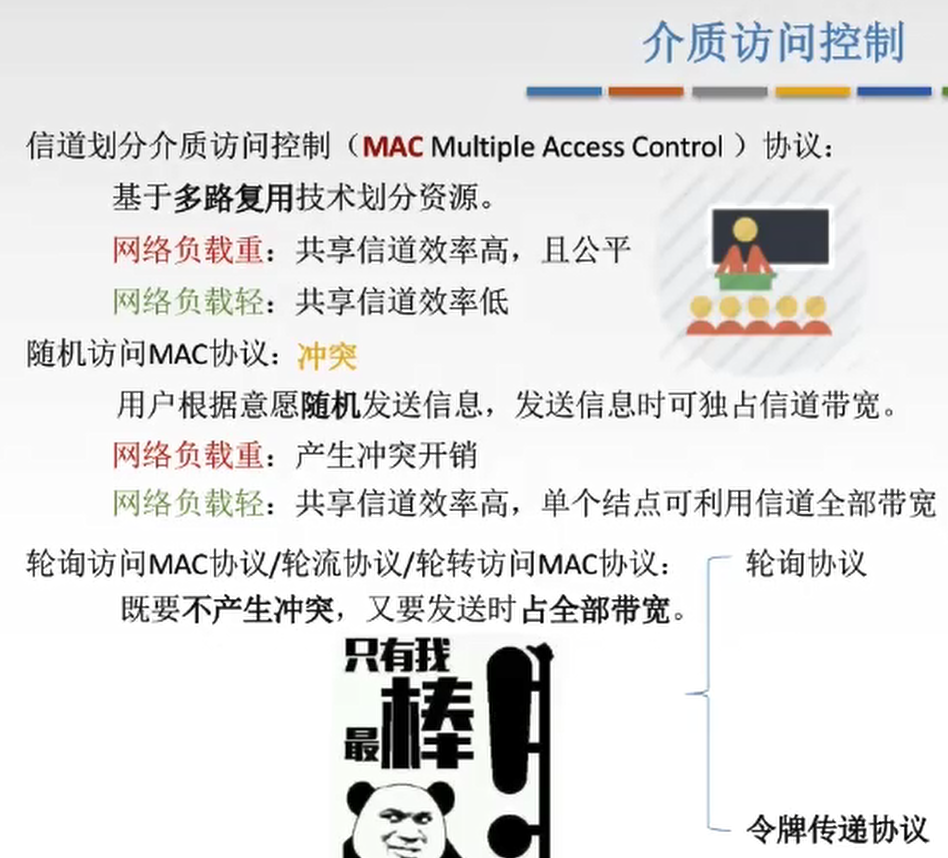 介质访问控制
信道划分介质访问控制（MAC Multiple Access Control ）协议：
基于多路复用技术划分资源。
网络负载重：共享信道效率高，且公平
网络负载轻：共享信道效率低
随机访问MAC协议：冲突
用户根据意愿随机发送信息，发送信息时可独占信道带宽。
网络负载重：产生冲突开销
网络负载轻：共享信道效率高，单个结点可利用信道全部带宽
轮询访问MAC协议/轮流协议/轮转访问MAC协议：
既要不产生冲突，又要发送时占全部带宽。
轮询协议
令牌传递协议
只有我
最棒！